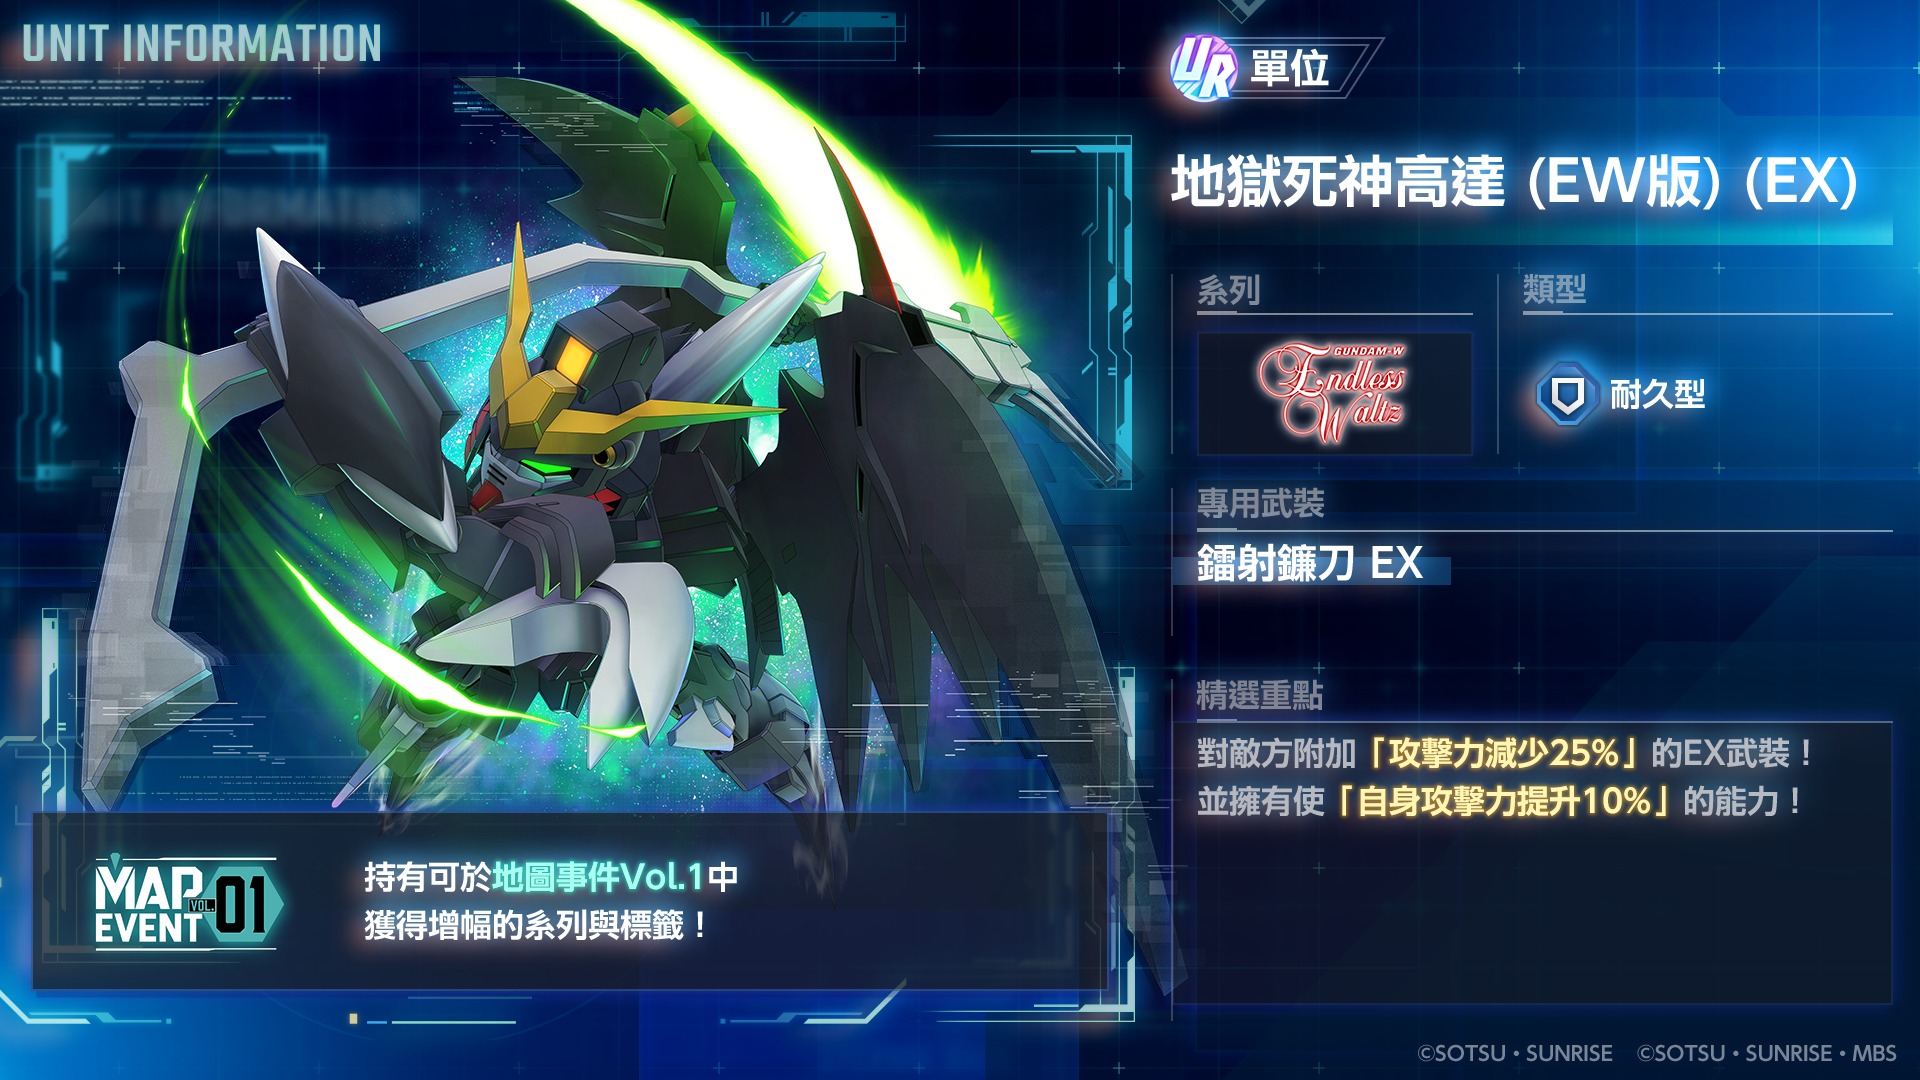 UNIT INFORMATION
UR 單位
地獄死神高達 (EW版) (EX)
系列
類型
GUNDAM-W
Endless
Waltz
耐久型
專用武裝
鐳射鐮刀 EX
精選重點
對敵方附加「攻擊力減少25%」的EX武裝！
並擁有使「自身攻擊力提升10%」的能力！
MAP
EVENT
VOL.
01
持有可於地圖事件Vol.1中
獲得增幅的系列與標籤！
©SOTSU・SUNRISE ©SOTSU・SUNRISE・MBS